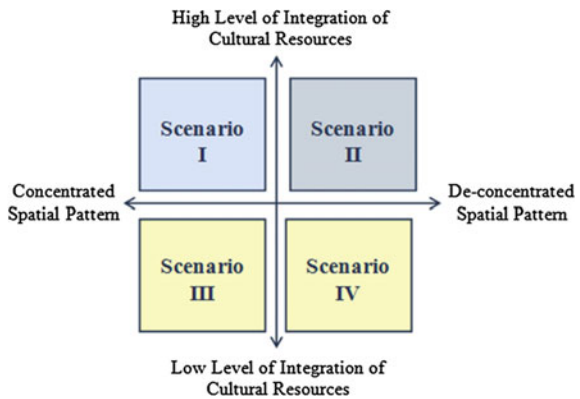 High Level of Integration of
Cultural Resources
Scenario
I
Scenario
II
Concentrated
Spatial Pattern
De-concentrated
Spatial Pattern
Scenario
III
Scenario
IV
Low Level of Integration of
Cultural Resources